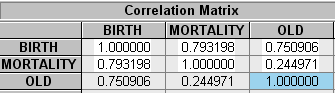 Correlation Matrix
BIRTH MORTALITY OLD
BIRTH 1.000000 0.793198 0.750906
MORTALITY 0.793198 1.000000 0.244971
OLD 0.750906 0.244971 1.000000